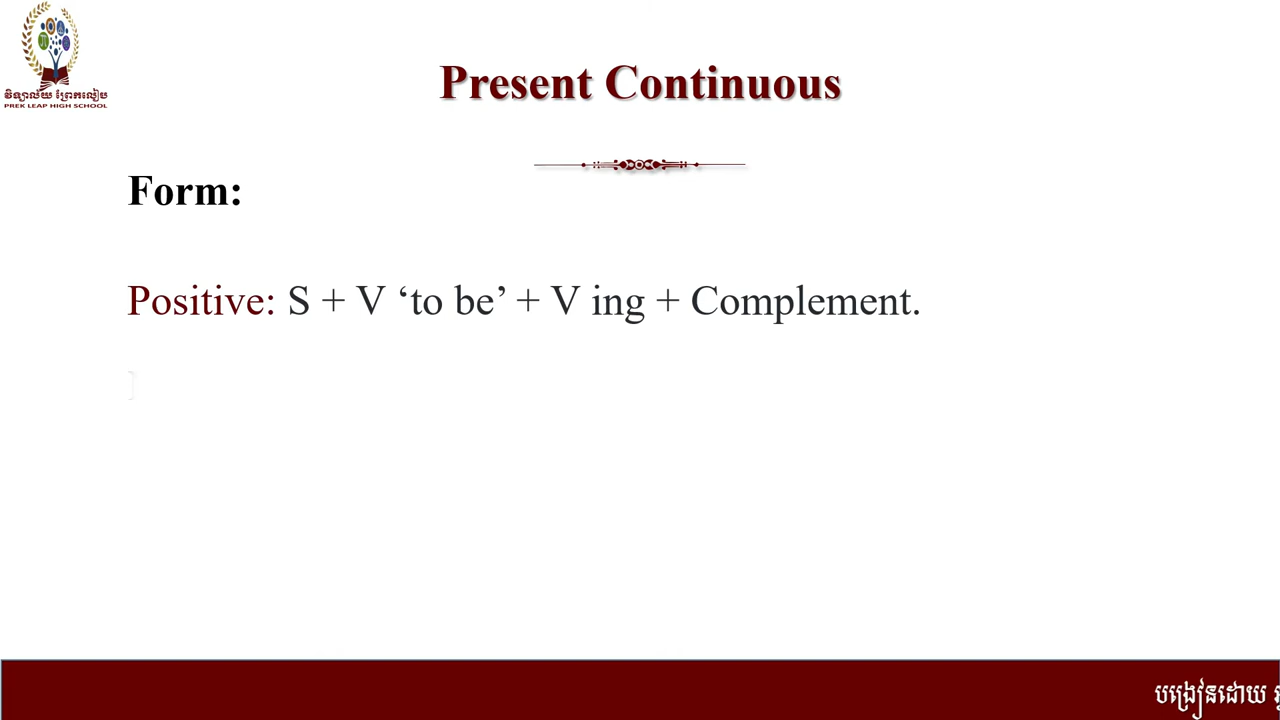 វិទ្យាល័យ ព្រែកលៀប
PREK LEAP HIGH SCHOOL
Present Continuous
Form:
Positive: S + V ‘to be’ + V ing + Complement.
បង្រៀនដោយ